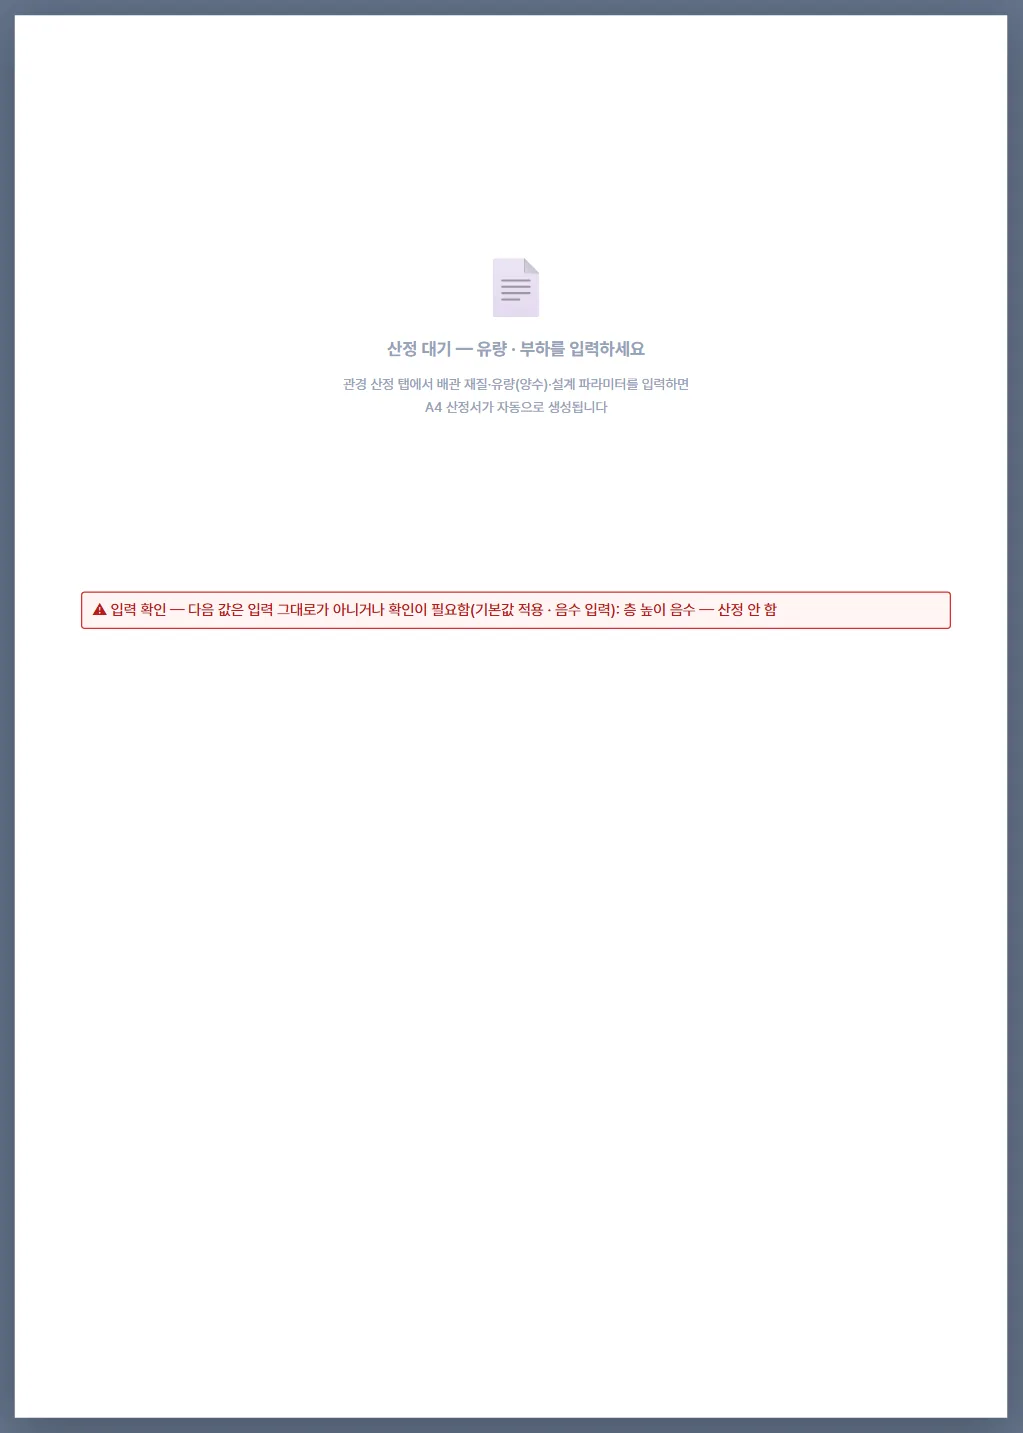 산정 대기 — 유량 · 부하를 입력하세요
관경 산정 탭에서 배관 재질·유량(양수)·설계 파라미터를 입력하면
A4 산정서가 자동으로 생성됩니다
⚠ 입력 확인 — 다음 값은 입력 그대로가 아니거나 확인이 필요함(기본값 적용 · 음수 입력): 층 높이 음수 — 산정 안 함